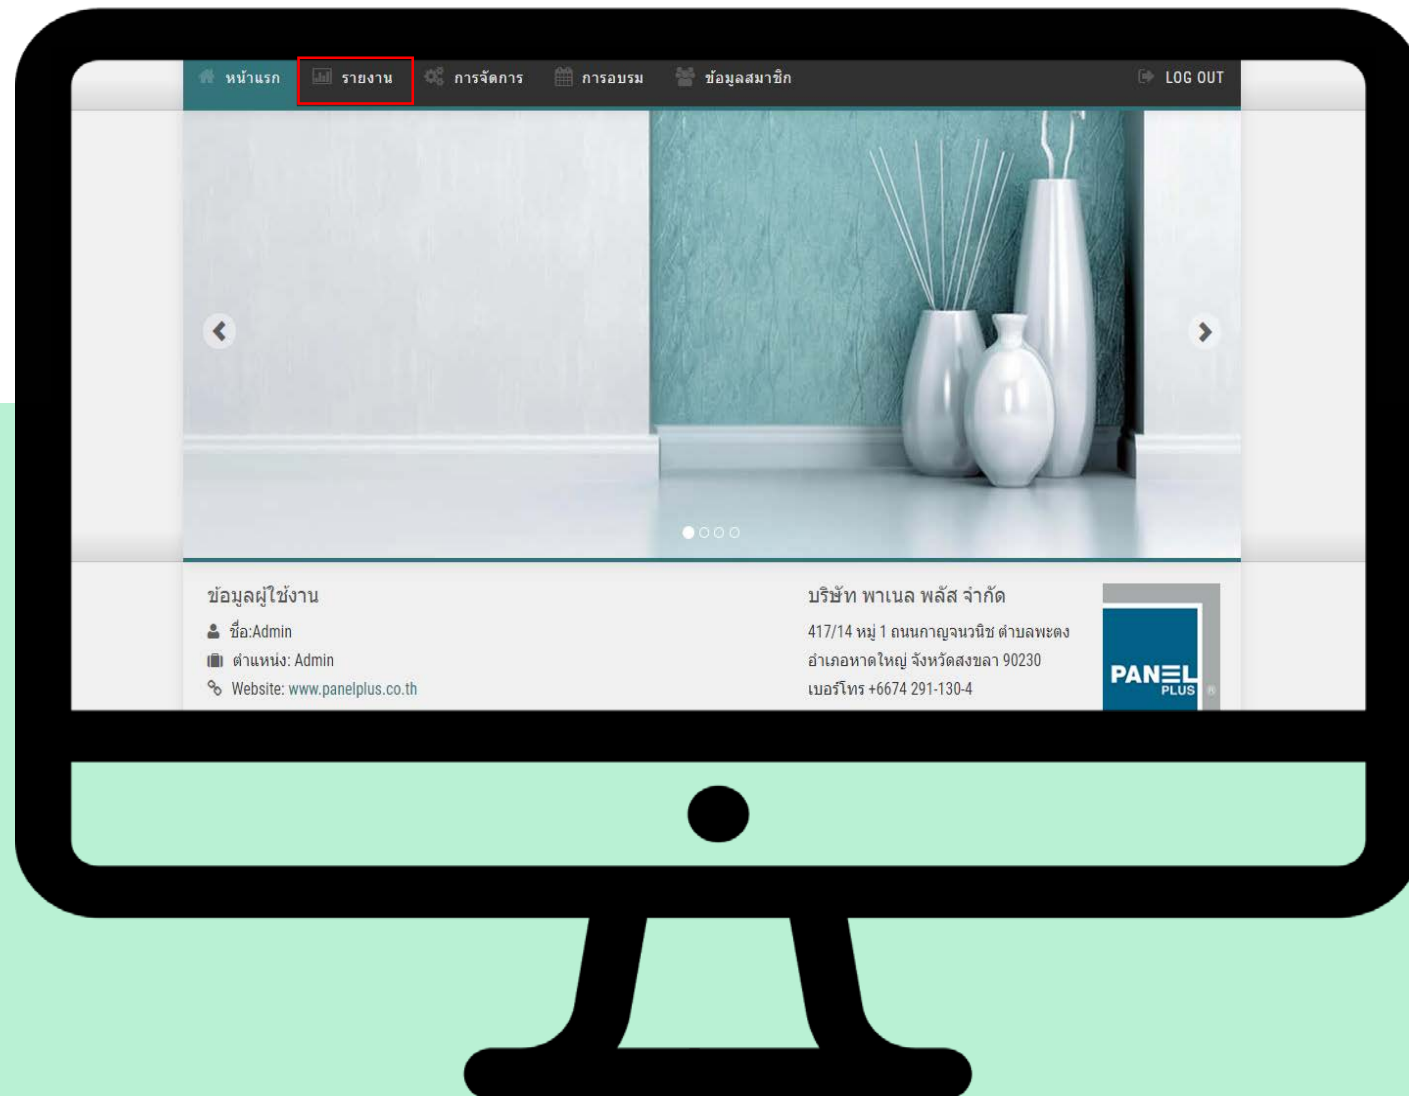 หน้าแรก รายงาน การจัดการ การอบรม ข้อมูลสมาชิก LOG OUT
ข้อมูลผู้ใช้งาน
ชื่อ:Admin
ตำแหน่ง: Admin
Website: www.panelplus.co.th
บริษัท พาเนล พลัส จำกัด
417/14 หมู่ 1 ถนนกาญจนวนิช ตำบลพะตง
อำเภอหาดใหญ่ จังหวัดสงขลา 90230
เบอร์โทร +6674 291-130-4
PANEL
PLUS ®